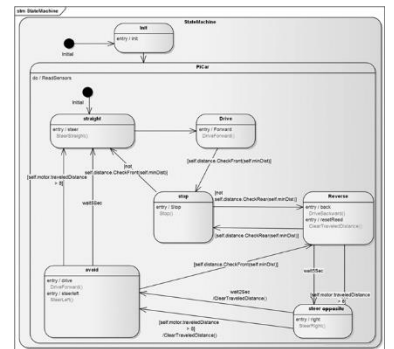 stm StateMachine
StateMachine
Init
entry / init
Initial
PiCar
do / ReadSensors
Initial
straight
entry / steer
SteerStraight()
Drive
entry / Forward
DriveForward()
[self.distance.CheckFront(self.minDist)]
[self.motor.traveledDistance
> 8]
wait5Sec
[not
self.distance.CheckFront(self.minDist)]
stop
entry / Stop
Stop()
[not
self.distance.CheckRear(self.minDist)]
[self.distance.CheckRear(self.minDist)]
Reverse
entry / back
DriveBackward()
entry / resetReed
ClearTraveledDistance()
[self.distance.CheckFront(self.minDist)]
avoid
entry / drive
DriveForward()
entry / steerleft
SteerLeft()
wait5Sec
wait2Sec
/ClearTraveledDistance()
[self.motor.traveledDistance
> 8]
/ClearTraveledDistance()
[self.motor.traveledDistance
steer opposite
entry / right
SteerRight()